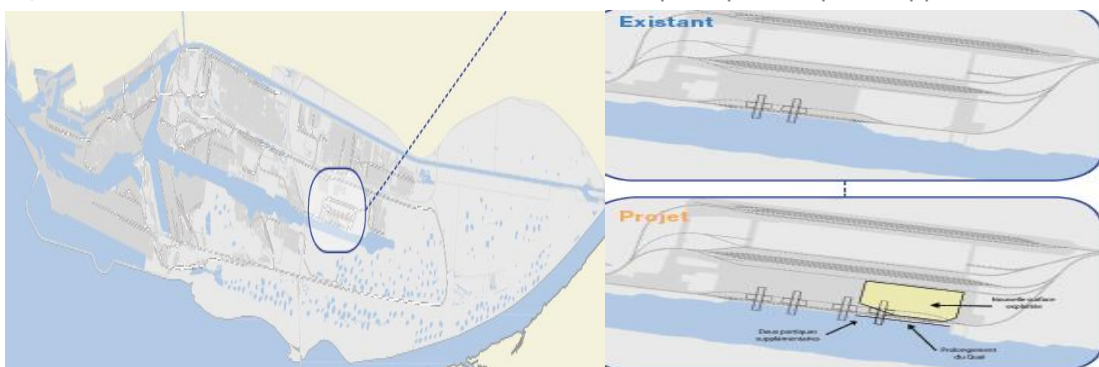 Existant
Projet
Nouvelle surface
exploitée
Deux portiques
supplémentaires
Prolongement
du Quai